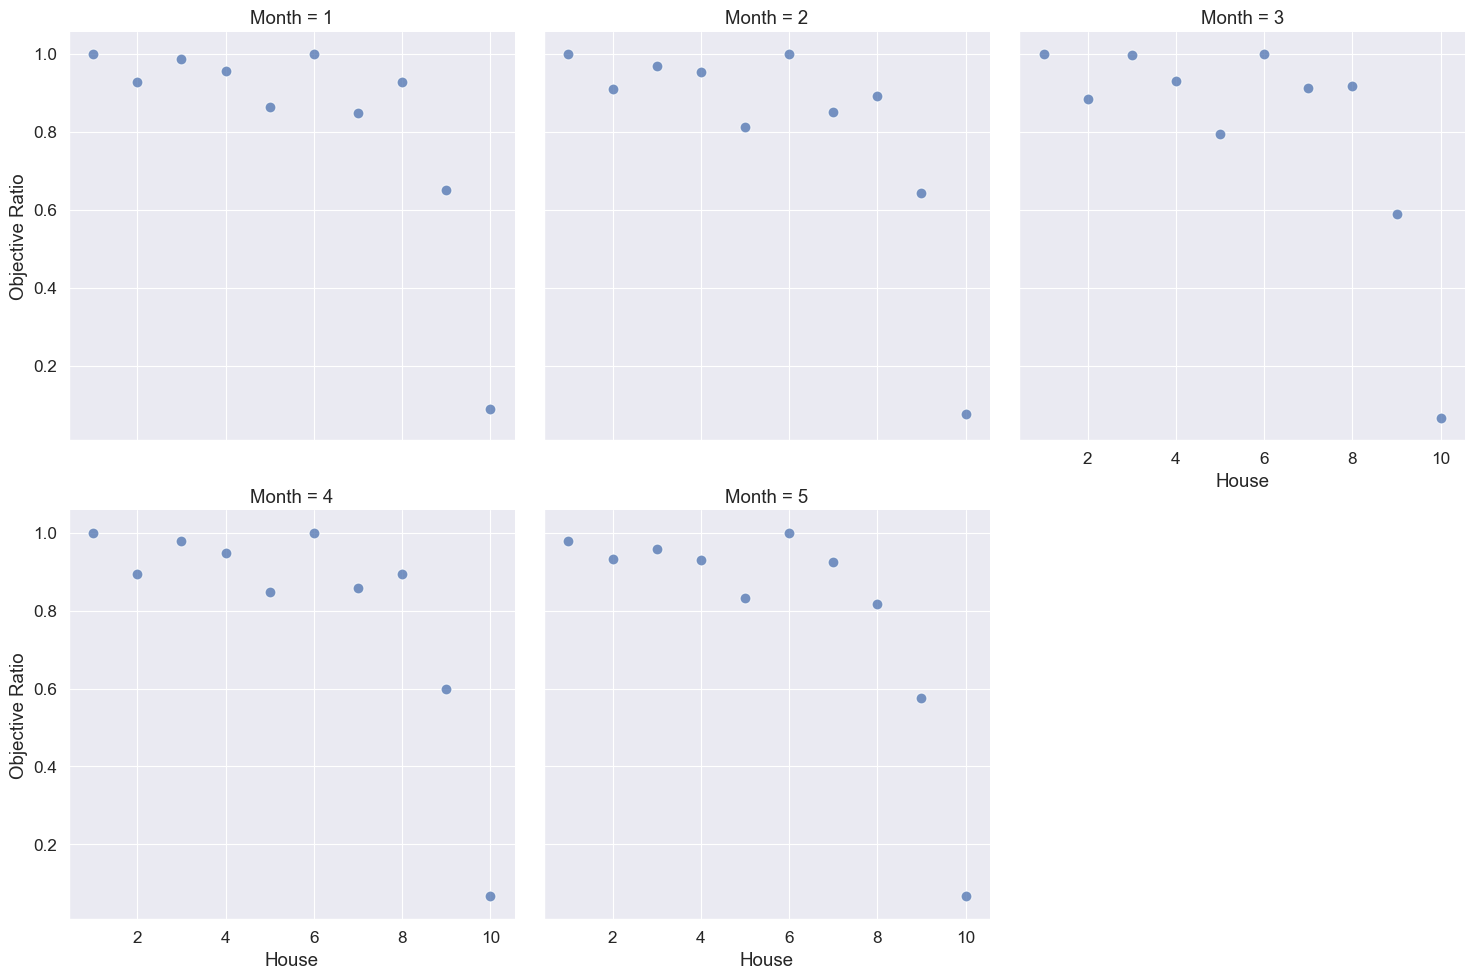 Month = 1
Month = 2
Month = 3
1.0
0.8
0.6
0.4
0.2
Objective Ratio
2 4 6 8 10
House
Month = 4
Month = 5
1.0
0.8
0.6
0.4
0.2
Objective Ratio
2 4 6 8 10
House
2 4 6 8 10
House